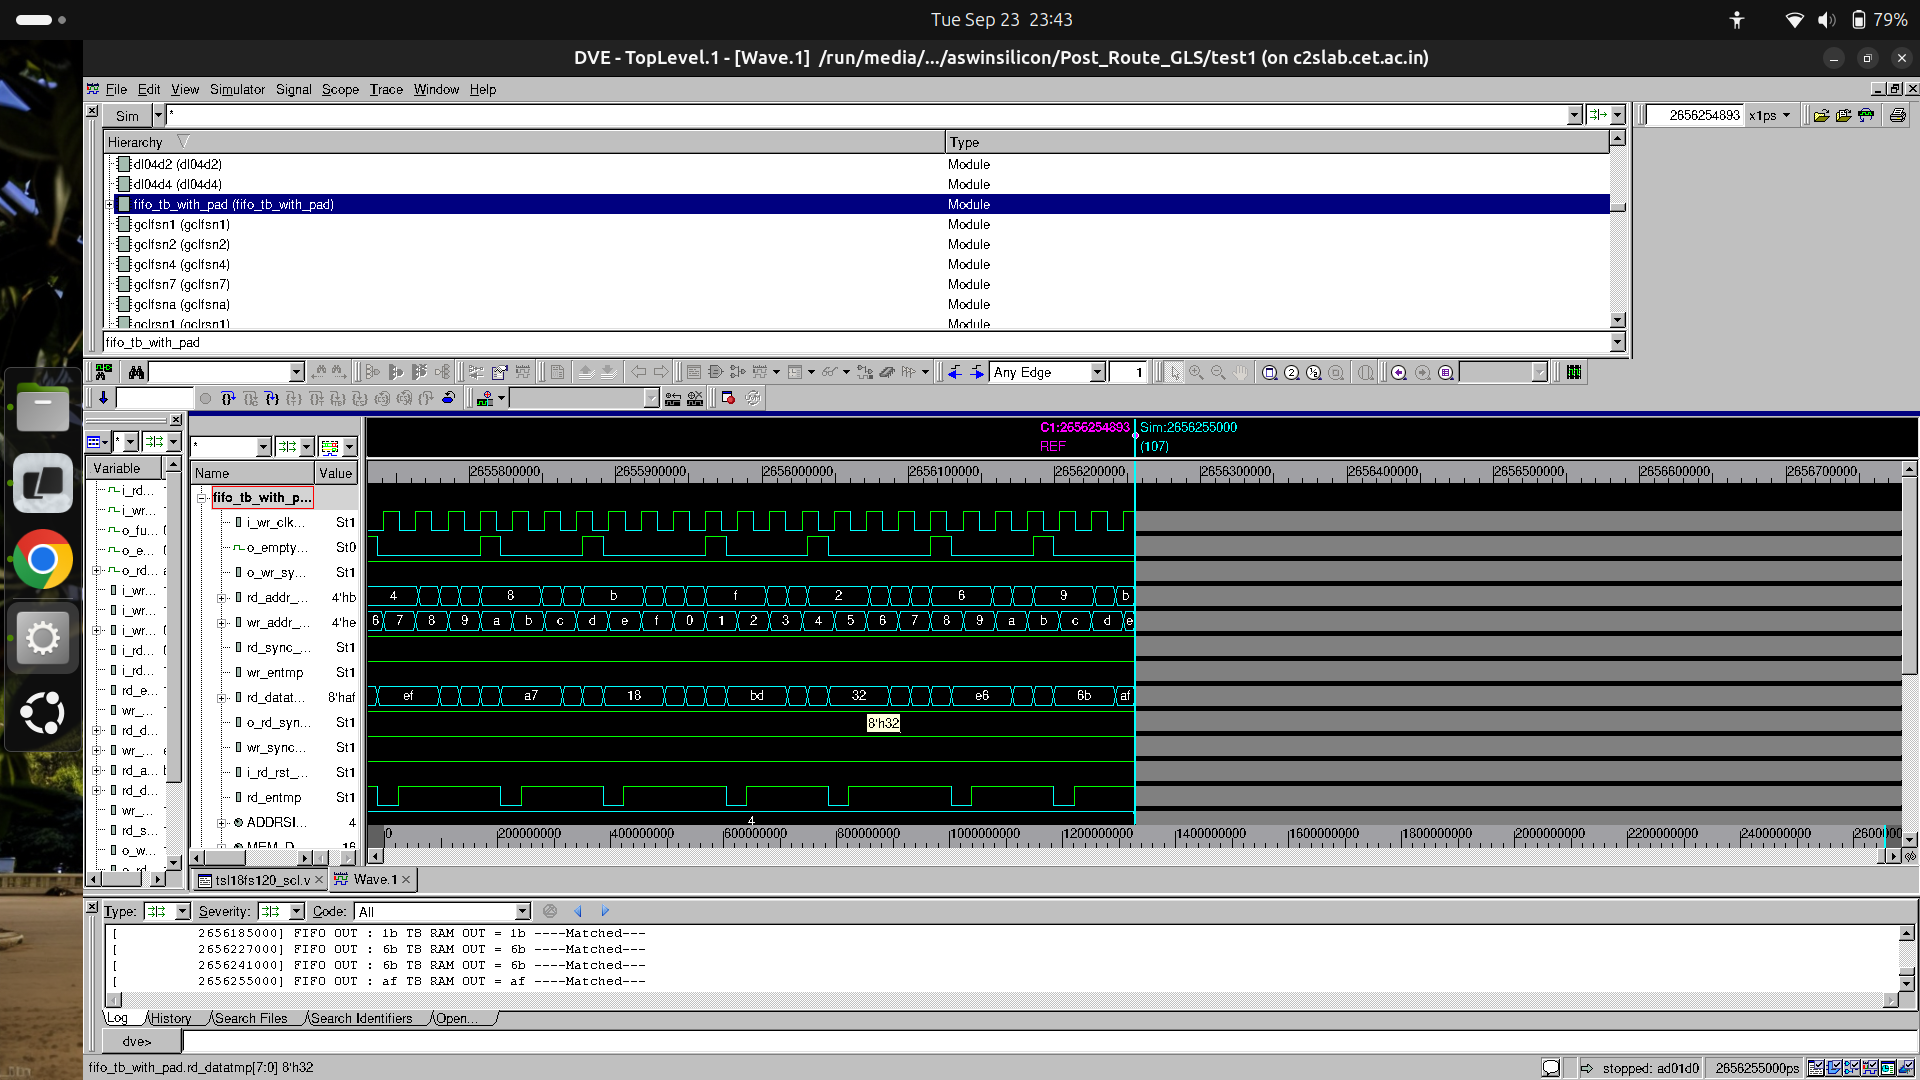 Tue Sep 23 23:43
79%
DVE - TopLevel.1 - [Wave.1] /run/media/.../aswinsilicon/Post_Route_GLS/test1 (on c2slab.cet.ac.in)
File Edit View Simulator Signal Scope Trace Window Help
Sim * 2656254893 x1ps
Hierarchy Type
dl04d2 (dl04d2) Module
dl04d4 (dl04d4) Module
fifo_tb_with_pad (fifo_tb_with_pad) Module
gclfsn1 (gclfsn1) Module
gclfsn2 (gclfsn2) Module
gclfsn4 (gclfsn4) Module
gclfsn7 (gclfsn7) Module
gclfsna (gclfsna) Module
gclrsn1 (gclrsn1) Module
fifo_tb_with_pad
Any Edge 1
C1:2656254893 Sim:2656255000
REF (107)
Variable
i_rd...
i_wr...
o_fu...
o_e...
o_rd...
i_wr...
i_wr...
i_wr...
i_rd...
i_rd...
rd_e...
wr_...
rd_d...
wr_...
rd_a...
rd_d...
wr_...
rd_s...
o_w...
Name Value
2655800000 2655900000 2656000000 2656100000 2656200000 2656300000 2656400000 2656500000 2656600000 2656700000
fifo_tb_with_p...
i_wr_clk... St1
o_empty... St0
o_wr_sy... St1
rd_addr_... 4'hb 4 8 b f 2 6 9 b
wr_addr_... 4'he 6 7 8 9 a b c d e f 0 1 2 3 4 5 6 7 8 9 a b c d e
rd_sync_... St1
wr_entmp St1
rd_datat... 8'haf ef a7 18 bd 32 e6 6b af
o_rd_syn... St1 8'h32
wr_sync... St1
i_rd_rst_... St1
rd_entmp St1
ADDRSI... 4 4
0 200000000 400000000 600000000 800000000 1000000000 1200000000 1400000000 1600000000 1800000000 2000000000 2200000000 2400000000
tsl18fs120_scl.v Wave.1
Type: Severity: Code: All
[ 2656185000] FIFO OUT : 1b TB RAM OUT = 1b ----Matched---
[ 2656227000] FIFO OUT : 6b TB RAM OUT = 6b ----Matched---
[ 2656241000] FIFO OUT : 6b TB RAM OUT = 6b ----Matched---
[ 2656255000] FIFO OUT : af TB RAM OUT = af ----Matched---
Log History Search Files Search Identifiers Open...
dve>
fifo_tb_with_pad.rd_datatmp[7:0] 8'h32 stopped: ad01d0 2656255000ps